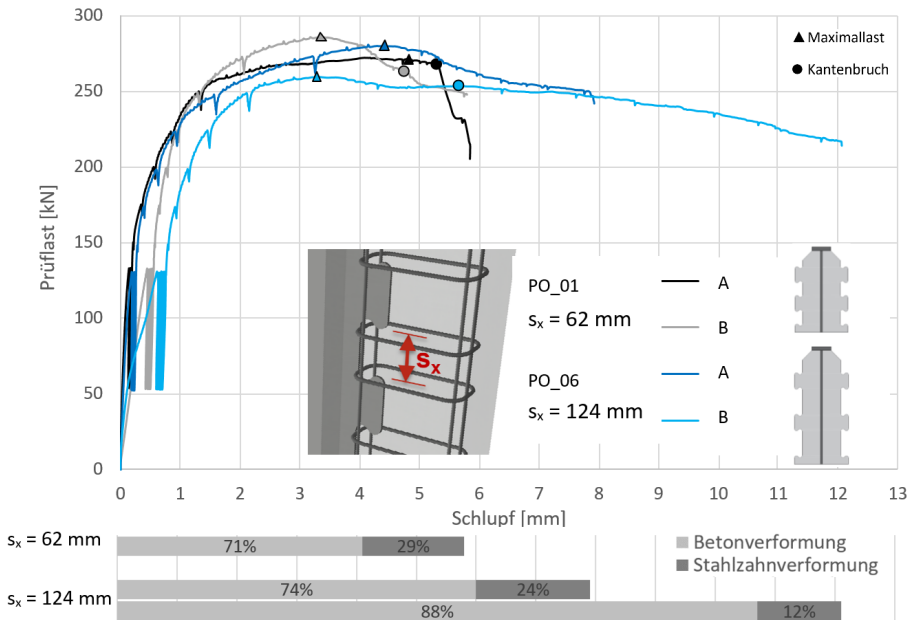 300
250
200
150
100
50
0
Prüflast [kN]
Maximallast
Kantenbruch
PO_01
sx = 62 mm
A
B
PO_06
sx = 124 mm
A
B
sx
0 1 2 3 4 5 6 7 8 9 10 11 12 13
Schlupf [mm]
sx = 62 mm
71% 29%
Betonverformung
Stahlzahnverformung
sx = 124 mm
74% 24%
88% 12%